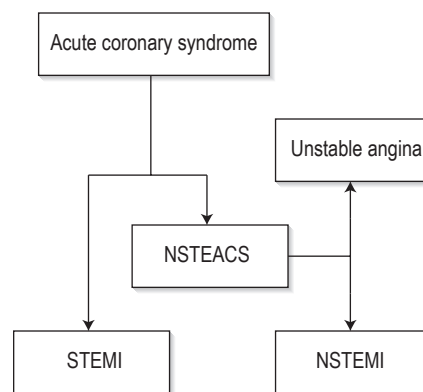 Acute coronary syndrome
Unstable angina
NSTEACS
STEMI
NSTEMI